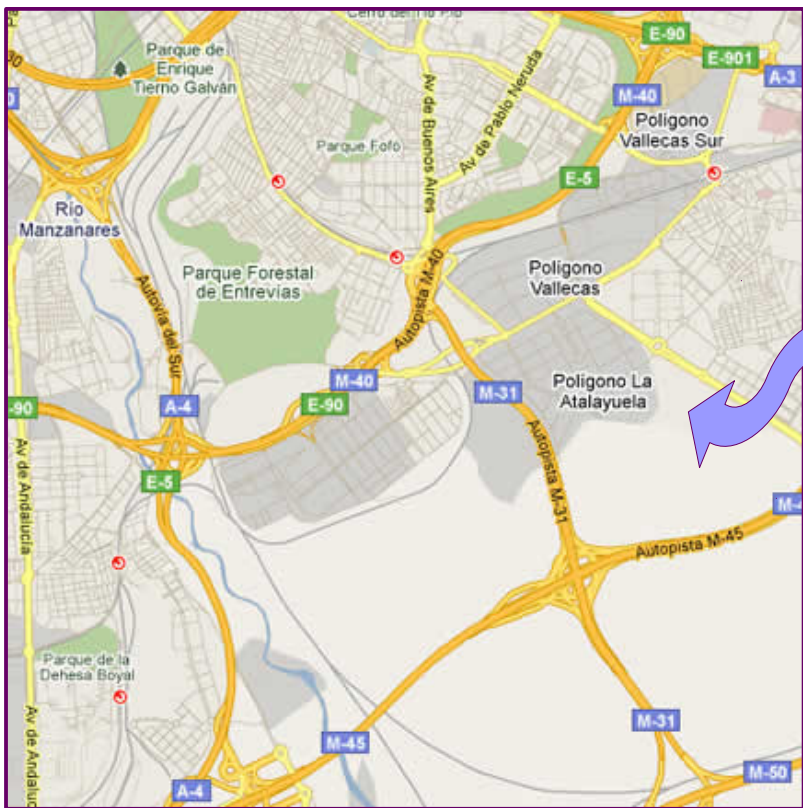 Cerro del Tío Pío
E-90
E-901
A-3
Parque de
Enrique
Tierno Galván
M-40
Av de Buenos Aires
Av de Pablo Neruda
Polígono
Vallecas Sur
Parque Fofó
E-5
Río
Manzanares
Parque Forestal
de Entrevías
Polígono
Vallecas
Autopista M-40
Autovía del Sur
M-40
M-31
Polígono La
Atalayuela
-90
A-4
E-90
Autopista M-31
Av de Andalucía
E-5
Autopista M-45
Parque de la
Dehesa Boyal
M-31
Av de Andaluc
M-45
M-50
A-4